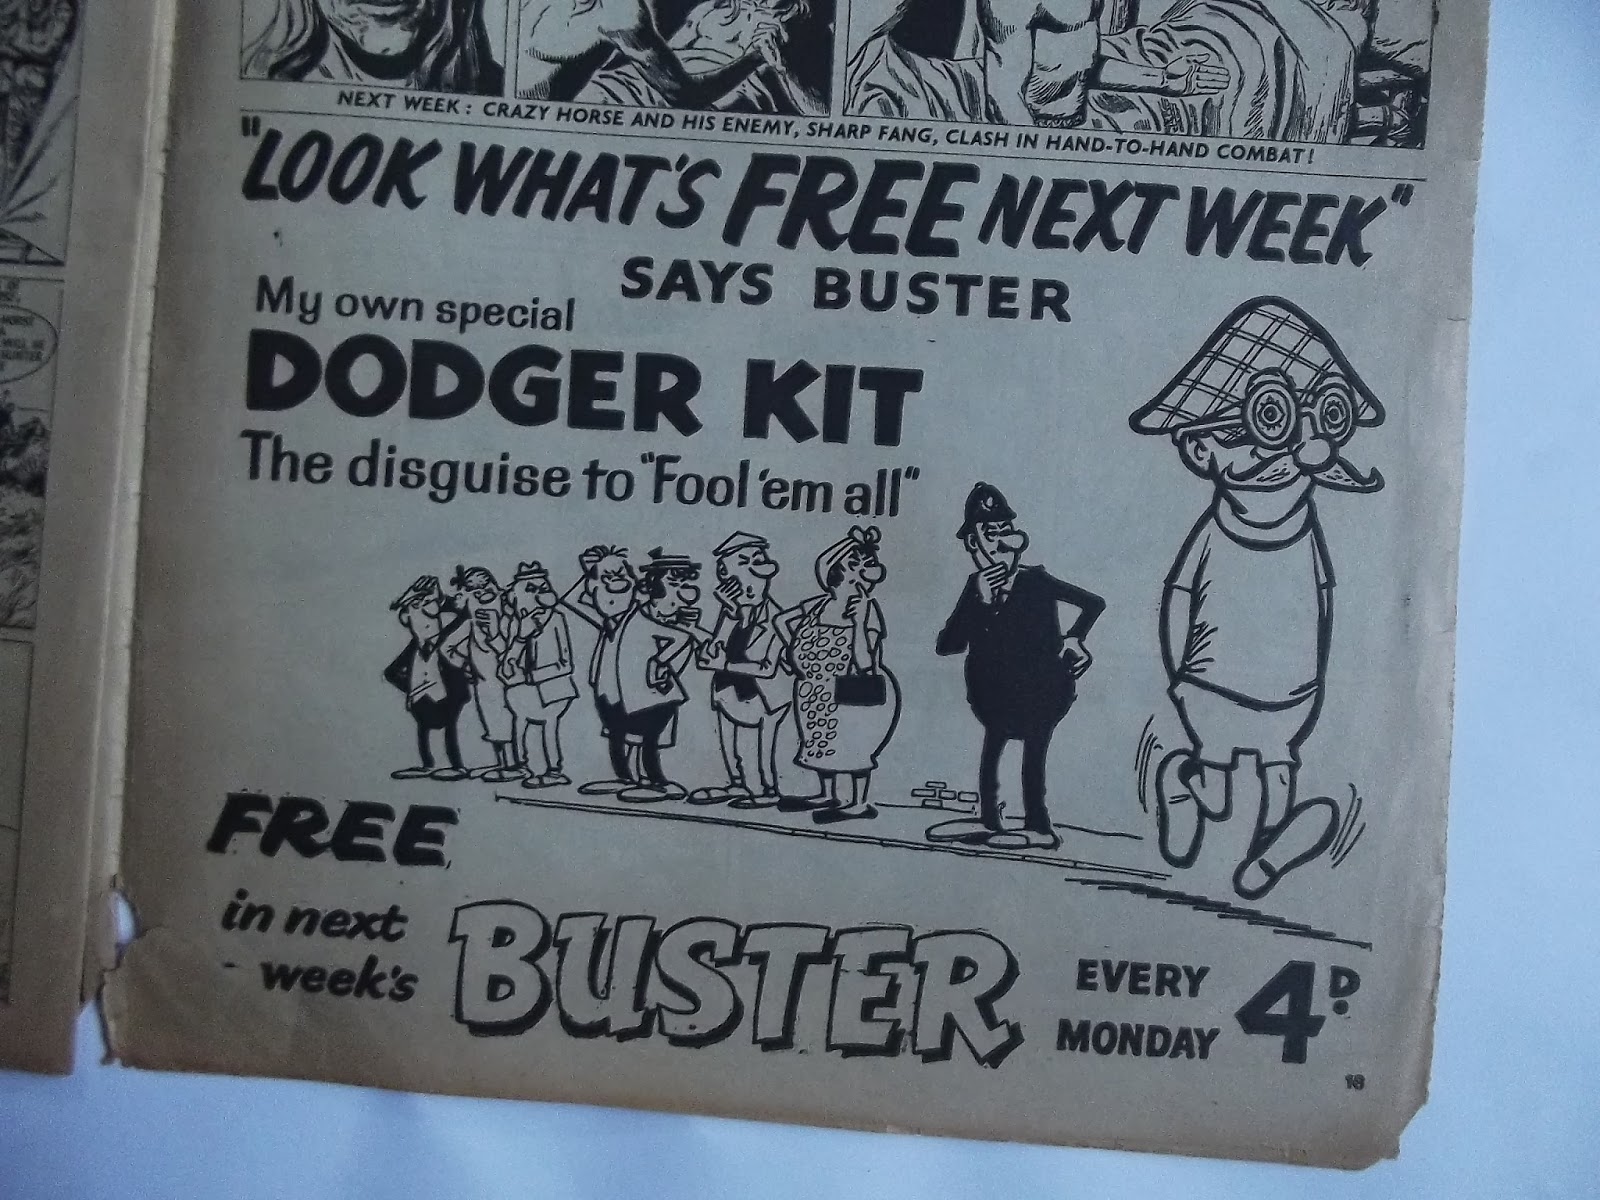 NEXT WEEK: CRAZY HORSE AND HIS ENEMY, SHARP FANG, CLASH IN HAND-TO-HAND COMBAT!
"LOOK WHAT'S FREE NEXT WEEK"
SAYS BUSTER
My own special
DODGER KIT
The disguise to "Fool 'em all"
FREE
in next
week's
BUSTER
EVERY
MONDAY
4D.
18